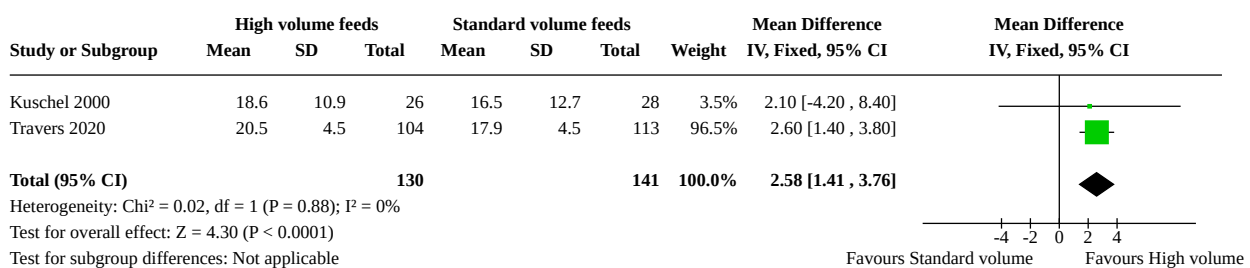 High volume feeds Standard volume feeds Mean Difference Mean Difference
Study or Subgroup Mean SD Total Mean SD Total Weight IV, Fixed, 95% CI IV, Fixed, 95% CI
Kuschel 2000 18.6 10.9 26 16.5 12.7 28 3.5% 2.10 [-4.20 , 8.40]
Travers 2020 20.5 4.5 104 17.9 4.5 113 96.5% 2.60 [1.40 , 3.80]
Total (95% CI) 130 141 100.0% 2.58 [1.41 , 3.76]
Heterogeneity: Chi² = 0.02, df = 1 (P = 0.88); I² = 0%
Test for overall effect: Z = 4.30 (P < 0.0001) -4 -2 0 2 4
Test for subgroup differences: Not applicable Favours Standard volume Favours High volume